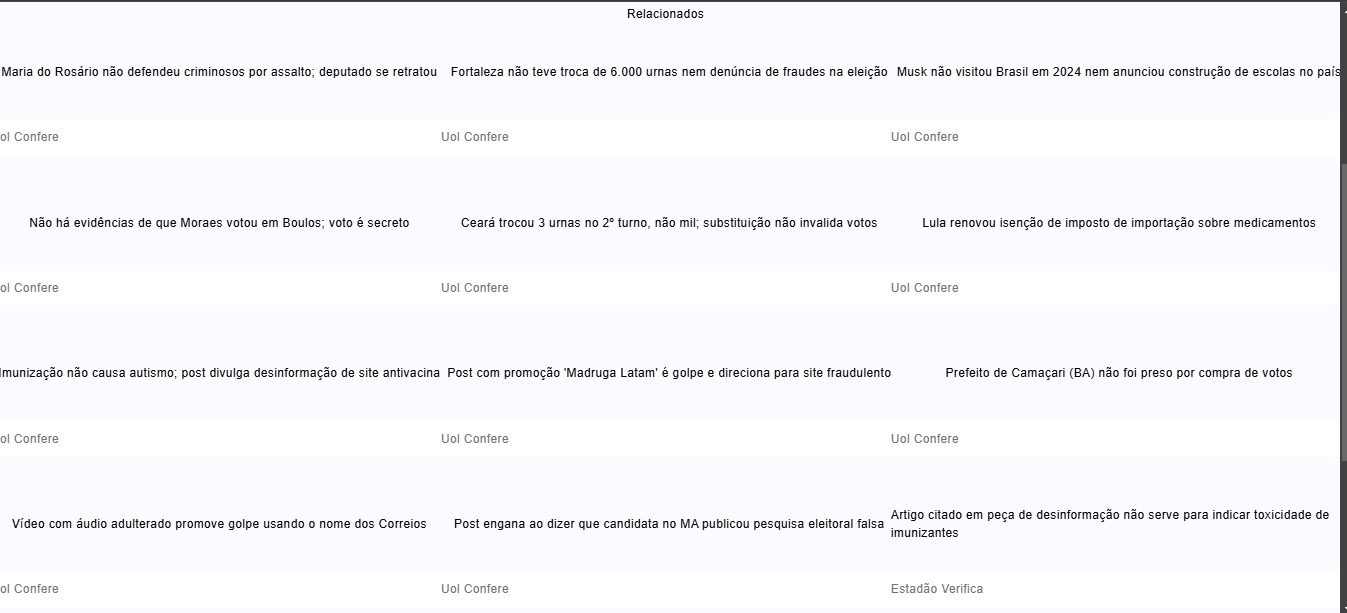 Relacionados
Maria do Rosário não defendeu criminosos por assalto; deputado se retratou
Fortaleza não teve troca de 6.000 urnas nem denúncia de fraudes na eleição
Musk não visitou Brasil em 2024 nem anunciou construção de escolas no país
ol Confere
Uol Confere
Uol Confere
Não há evidências de que Moraes votou em Boulos; voto é secreto
Ceará trocou 3 urnas no 2º turno, não mil; substituição não invalida votos
Lula renovou isenção de imposto de importação sobre medicamentos
ol Confere
Uol Confere
Uol Confere
Imunização não causa autismo; post divulga desinformação de site antivacina
Post com promoção 'Madruga Latam' é golpe e direciona para site fraudulento
Prefeito de Camaçari (BA) não foi preso por compra de votos
ol Confere
Uol Confere
Uol Confere
Vídeo com áudio adulterado promove golpe usando o nome dos Correios
Post engana ao dizer que candidata no MA publicou pesquisa eleitoral falsa
Artigo citado em peça de desinformação não serve para indicar toxicidade de
imunizantes
ol Confere
Uol Confere
Estadão Verifica